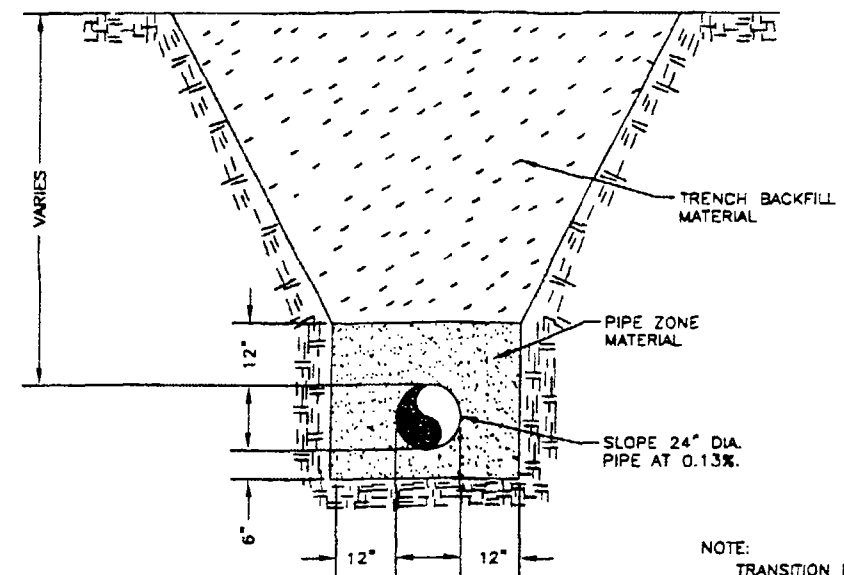 VARIES
TRENCH BACKFILL
MATERIAL
12"
PIPE ZONE
MATERIAL
SLOPE 24" DIA.
PIPE AT 0.13%.
6"
12"
12"
NOTE:
TRANSITION